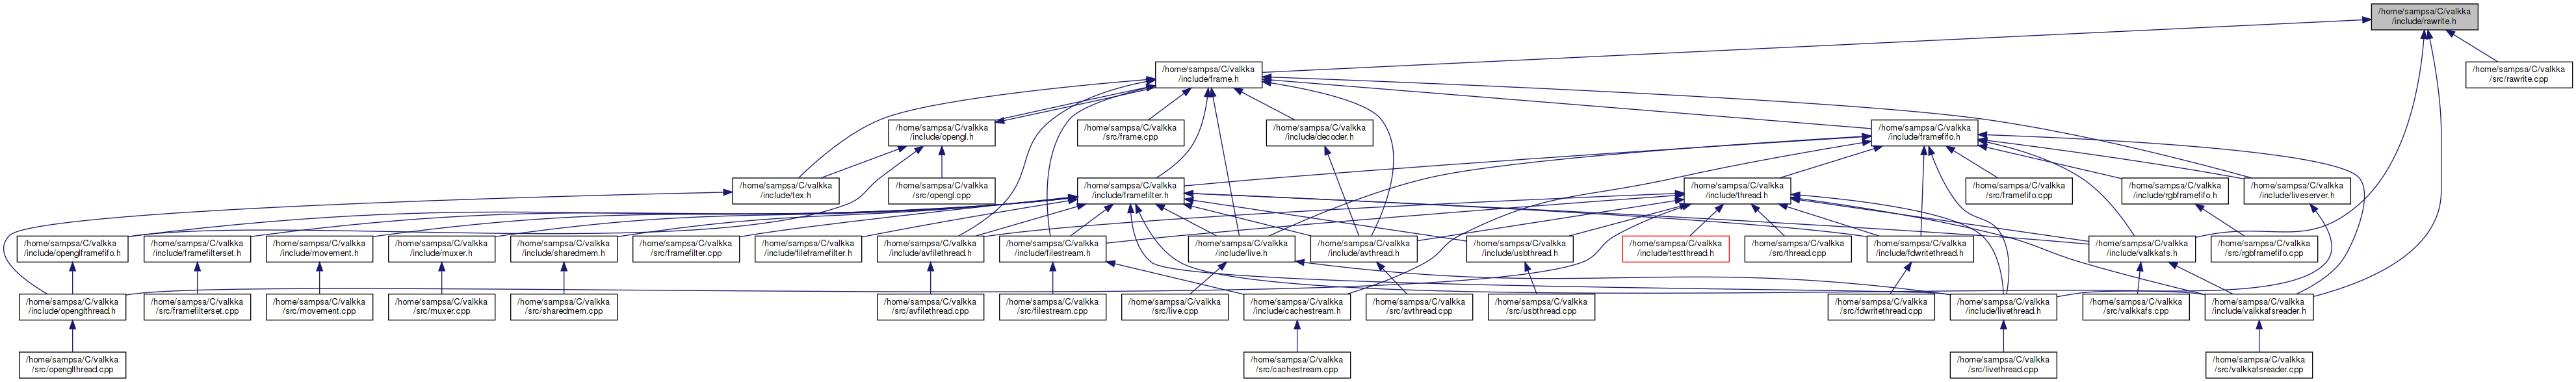 /home/sampsa/C/valkka
/include/rawrite.h
/home/sampsa/C/valkka
/include/frame.h
/home/sampsa/C/valkka
/src/rawrite.cpp
/home/sampsa/C/valkka
/include/opengl.h
/home/sampsa/C/valkka
/src/frame.cpp
/home/sampsa/C/valkka
/include/decoder.h
/home/sampsa/C/valkka
/include/framefifo.h
/home/sampsa/C/valkka
/include/tex.h
/home/sampsa/C/valkka
/src/opengl.cpp
/home/sampsa/C/valkka
/include/framefilter.h
/home/sampsa/C/valkka
/include/thread.h
/home/sampsa/C/valkka
/src/framefifo.cpp
/home/sampsa/C/valkka
/include/rgbframefifo.h
/home/sampsa/C/valkka
/include/liveserver.h
/home/sampsa/C/valkka
/include/openglframefifo.h
/home/sampsa/C/valkka
/include/framefilterset.h
/home/sampsa/C/valkka
/include/movement.h
/home/sampsa/C/valkka
/include/muxer.h
/home/sampsa/C/valkka
/include/sharedmem.h
/home/sampsa/C/valkka
/src/framefilter.cpp
/home/sampsa/C/valkka
/include/fileframefilter.h
/home/sampsa/C/valkka
/include/avfilethread.h
/home/sampsa/C/valkka
/include/filestream.h
/home/sampsa/C/valkka
/include/live.h
/home/sampsa/C/valkka
/include/avthread.h
/home/sampsa/C/valkka
/include/usbthread.h
/home/sampsa/C/valkka
/include/testthread.h
/home/sampsa/C/valkka
/src/thread.cpp
/home/sampsa/C/valkka
/include/fdwritethread.h
/home/sampsa/C/valkka
/include/valkkafs.h
/home/sampsa/C/valkka
/src/rgbframefifo.cpp
/home/sampsa/C/valkka
/include/openglthread.h
/home/sampsa/C/valkka
/src/framefilterset.cpp
/home/sampsa/C/valkka
/src/movement.cpp
/home/sampsa/C/valkka
/src/muxer.cpp
/home/sampsa/C/valkka
/src/sharedmem.cpp
/home/sampsa/C/valkka
/src/avfilethread.cpp
/home/sampsa/C/valkka
/src/filestream.cpp
/home/sampsa/C/valkka
/src/live.cpp
/home/sampsa/C/valkka
/include/cachestream.h
/home/sampsa/C/valkka
/src/avthread.cpp
/home/sampsa/C/valkka
/src/usbthread.cpp
/home/sampsa/C/valkka
/src/fdwritethread.cpp
/home/sampsa/C/valkka
/include/livethread.h
/home/sampsa/C/valkka
/src/valkkafs.cpp
/home/sampsa/C/valkka
/include/valkkafsreader.h
/home/sampsa/C/valkka
/src/openglthread.cpp
/home/sampsa/C/valkka
/src/cachestream.cpp
/home/sampsa/C/valkka
/src/livethread.cpp
/home/sampsa/C/valkka
/src/valkkafsreader.cpp